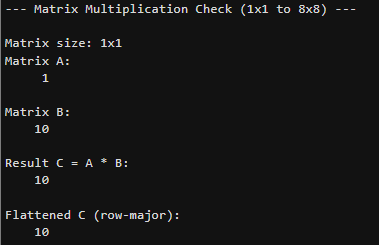 --- Matrix Multiplication Check (1x1 to 8x8) ---
Matrix size: 1x1
Matrix A:
1
Matrix B:
10
Result C = A * B:
10
Flattened C (row-major):
10